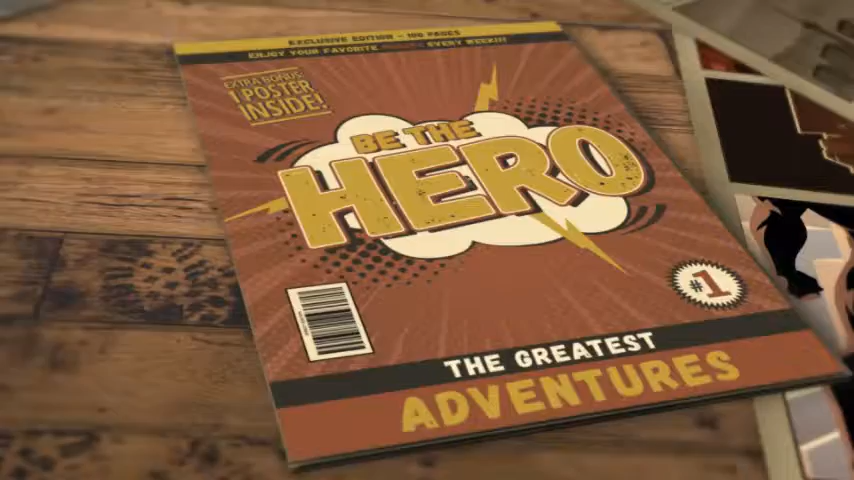 EXCLUSIVE EDITION - 100 PAGES
ENJOY YOUR FAVORITE EVERY WEEK!!!
EXTRA BONUS:
1 POSTER
INSIDE!
BE THE
HERO
#1
THE GREATEST
ADVENTURES